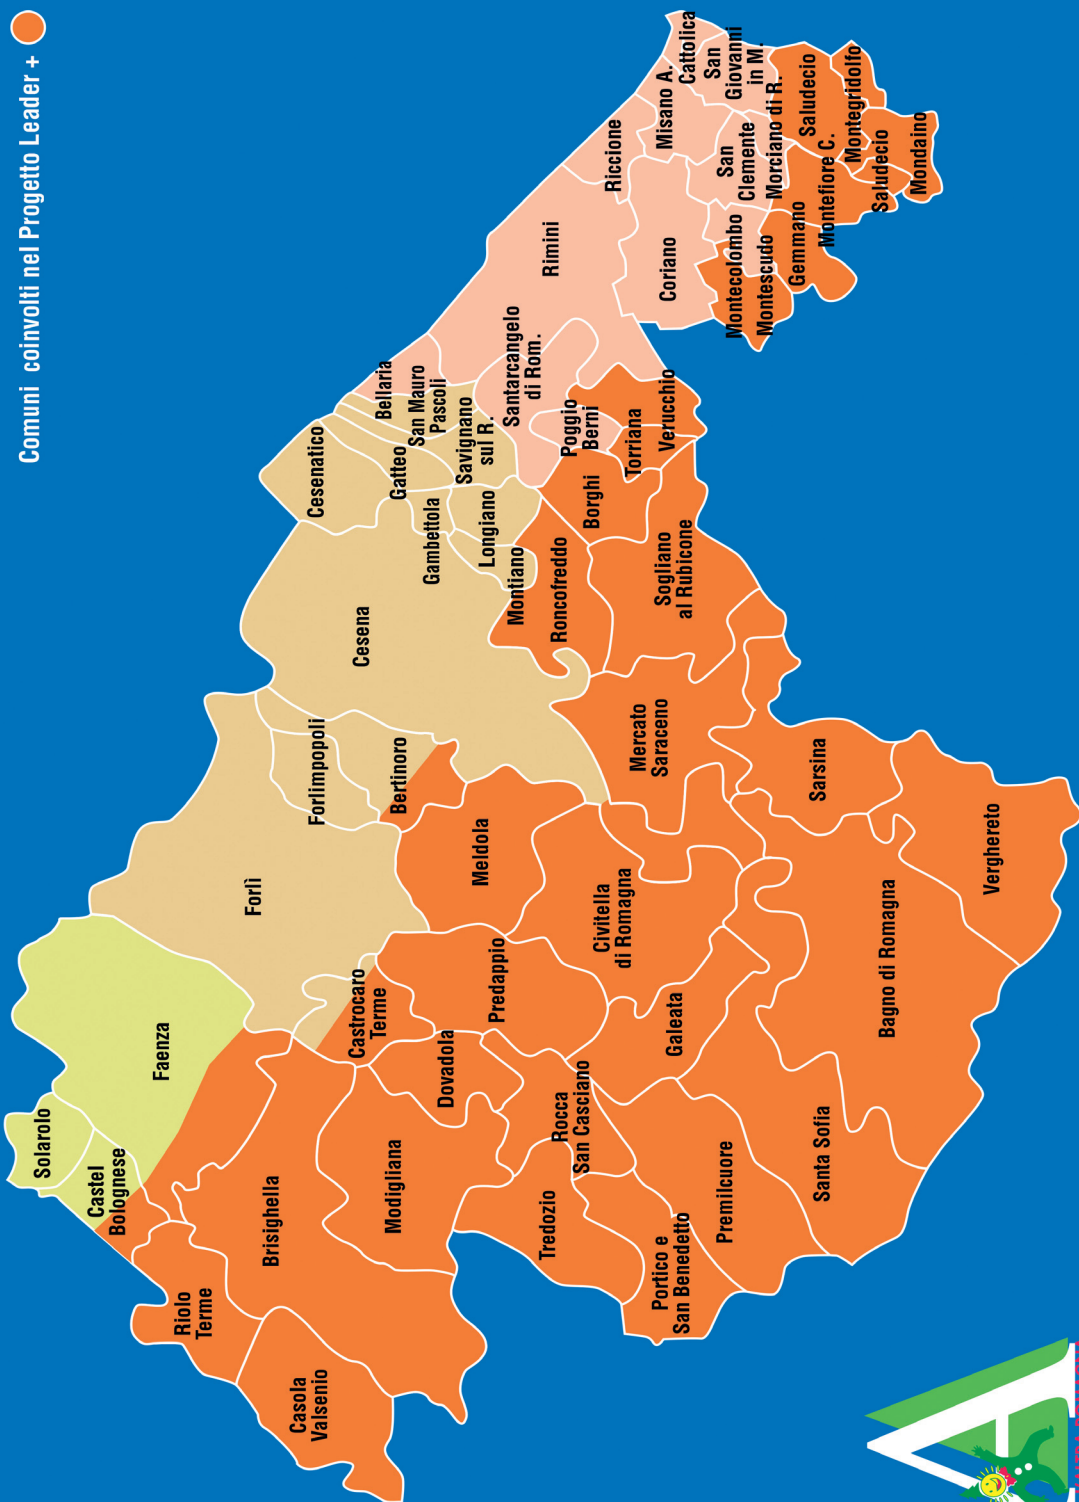 Comuni coinvolti nel Progetto Leader +
Solarolo
Castel
Bolognese
Faenza
Riolo
Terme
Forlì
Brisighella
Casola
Valsenio
Cesenatico
Forlimpopoli
Castrocaro
Terme
Cesena
Bellaria
Modigliana
Bertinoro
Gatteo
San Mauro
Pascoli
Gambettola
Dovadola
Savignano
sul R.
Meldola
Longiano
Predappio
Santarcangelo
di Rom.
Montiano
Tredozio
Rimini
Rocca
San Casciano
Roncofreddo
Poggio
Berni
Borghi
Civitella
di Romagna
Riccione
Torriana
Mercato
Saraceno
Portico e
San Benedetto
Sogliano
al Rubicone
Verucchio
Coriano
Misano A.
Galeata
Cattolica
San
Giovanni
in M.
Premilcuore
San
Clemente
Montecolombo
Montescudo
Morciano di R.
Gemmano
Saludecio
Sarsina
Santa Sofia
Montefiore C.
Montegridolfo
Saludecio
Bagno di Romagna
Mondaino
Verghereto